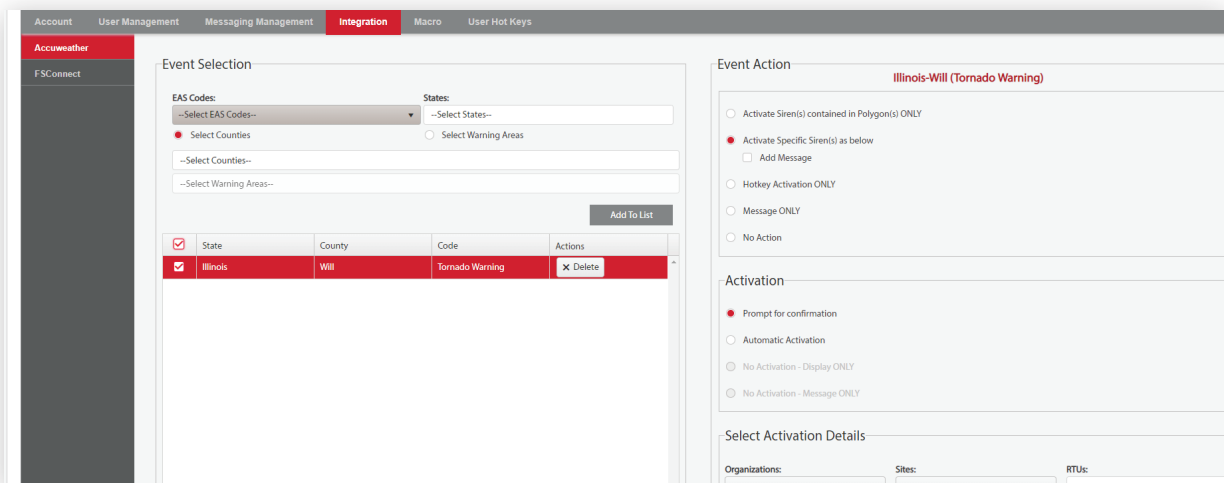 Account User Management Messaging Management Integration Macro User Hot Keys
Accuweather
FSConnect
Event Selection
EAS Codes: States:
--Select EAS Codes-- --Select States--
Select Counties Select Warning Areas
--Select Counties--
--Select Warning Areas--
Add To List
State County Code Actions
Illinois Will Tornado Warning × Delete
Event Action
Illinois-Will (Tornado Warning)
Activate Siren(s) contained in Polygon(s) ONLY
Activate Specific Siren(s) as below
Add Message
Hotkey Activation ONLY
Message ONLY
No Action
Activation
Prompt for confirmation
Automatic Activation
No Activation - Display ONLY
No Activation - Message ONLY
Select Activation Details
Organizations: Sites: RTUs: